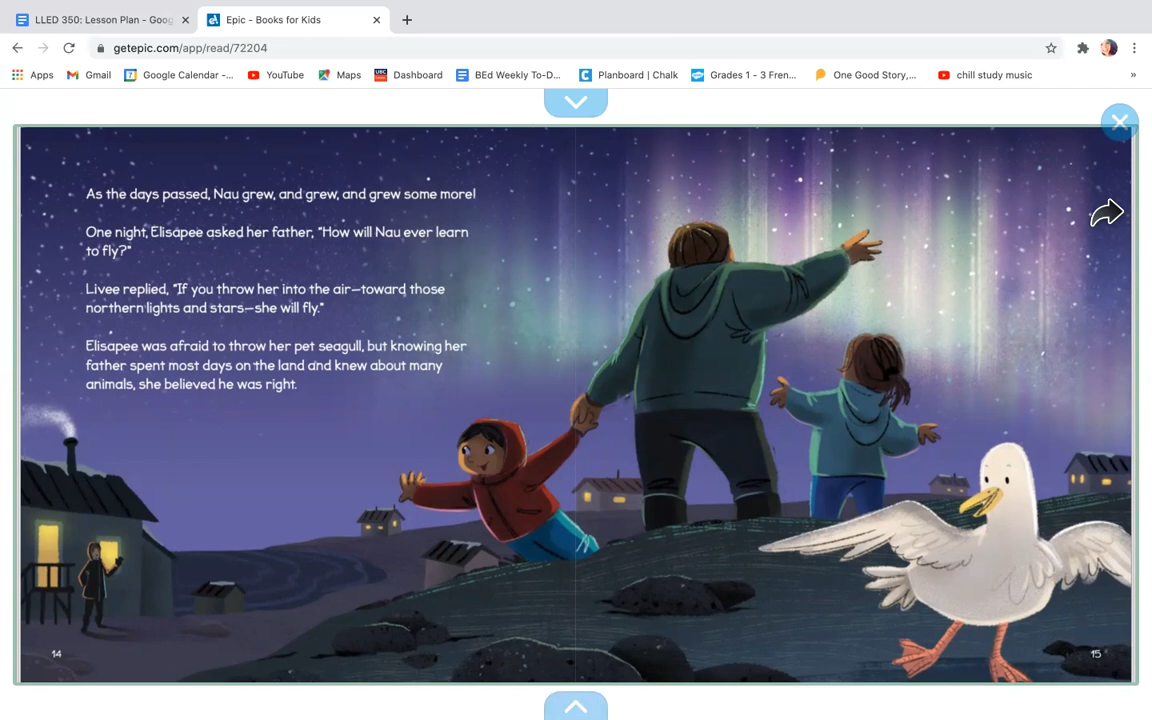 LLED 350: Lesson Plan - Goog
Epic - Books for Kids
getepic.com/app/read/72204
Apps
Gmail
Google Calendar -...
YouTube
Maps
UBC
Dashboard
BEd Weekly To-D...
Planboard | Chalk
Grades 1 - 3 Fren...
One Good Story,...
chill study music
»
As the days passed, Nau grew, and grew, and grew some more!
One night, Elisapee asked her father, "How will Nau ever learn
to fly?"
Livee replied, "If you throw her into the air—toward those
northern lights and stars—she will fly."
Elisapee was afraid to throw her pet seagull, but knowing her
father spent most days on the land and knew about many
animals, she believed he was right.
14
15